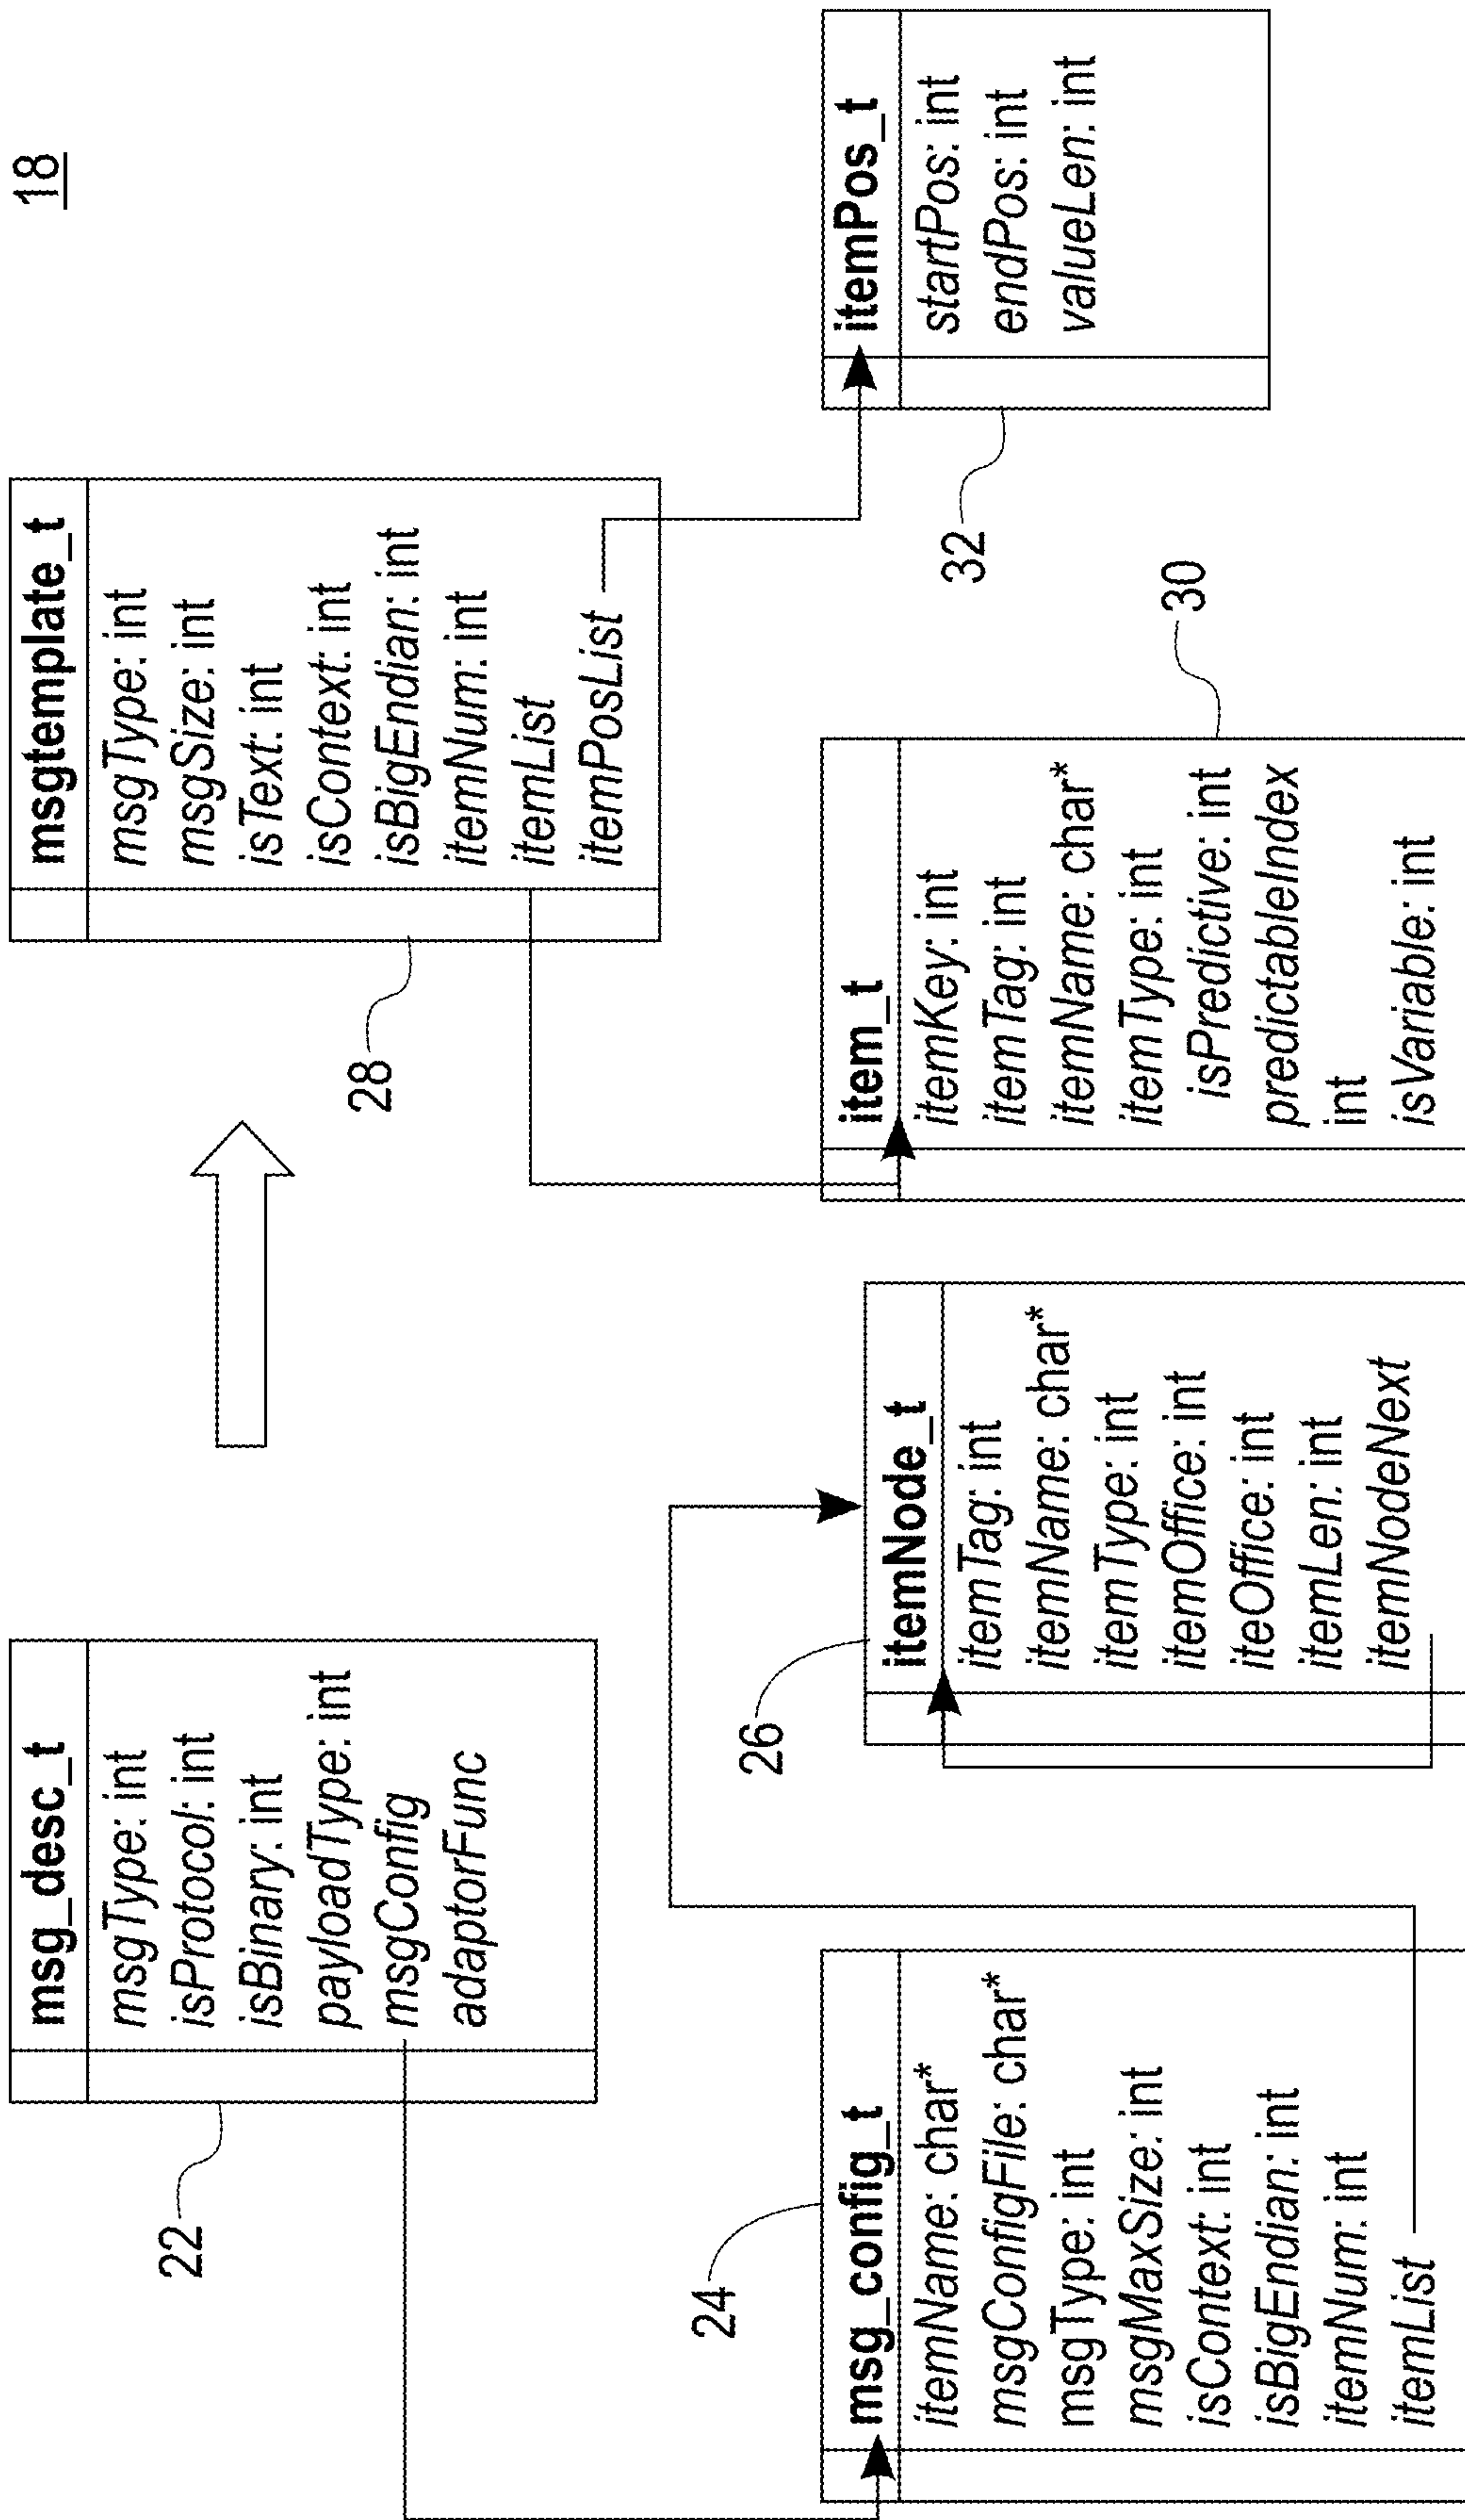 18
msg_desc_t
msgType: int
isProtocol: int
isBinary: int
payloadType: int
msgConfig
adaptorFunc
22
msgtemplate_t
msgType: int
msgSize: int
isText: int
isContext: int
isBigEndian: int
itemNum: int
itemList
itemPosList
28
msg_config_t
itemName: char*
msgConfigFile: char*
msgType: int
msgMaxSize: int
isContext: int
isBigEndian: int
itemNum: int
itemList
24
itemNode_t
itemTag: int
itemName: char*
itemType: int
itemOffice: int
iteOffice: int
itemLen: int
itemNodeNext
26
item_t
itemKey: int
itemTag: int
itemName: char*
itemType: int
isPredictive: int
predictableIndex
int
isVariable: int
30
itemPos_t
startPos: int
endPos: int
valueLen: int
32